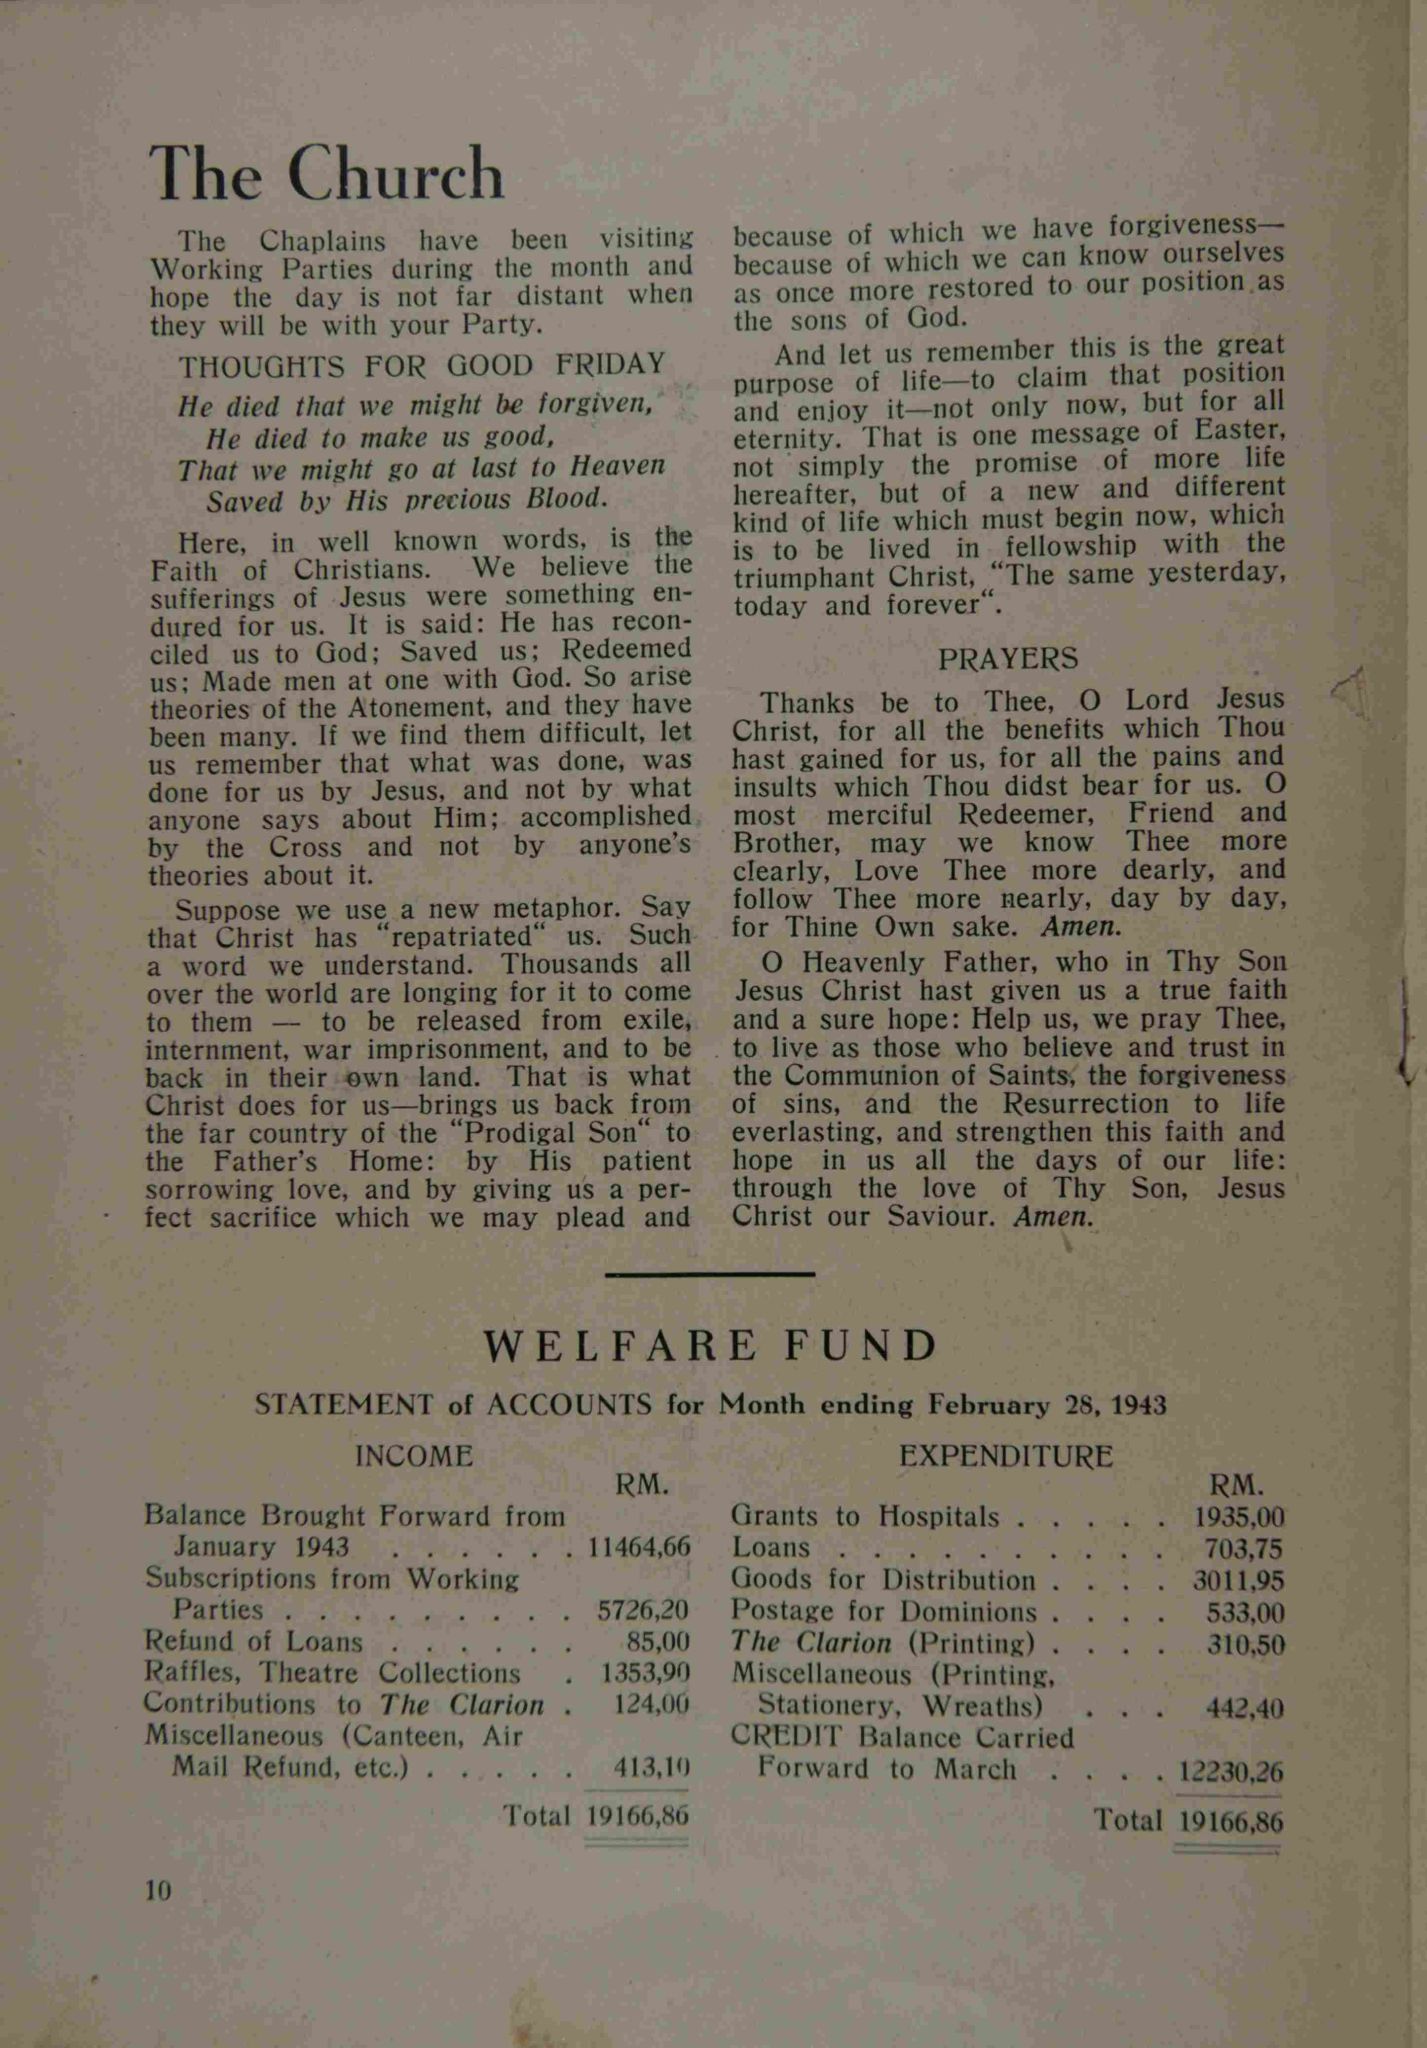 The Church
The Chaplains have been visiting
Working Parties during the month and
hope the day is not far distant when
they will be with your Party.
THOUGHTS FOR GOOD FRIDAY
He died that we might be forgiven,
He died to make us good,
That we might go at last to Heaven
Saved by His precious Blood.
Here, in well known words, is the
Faith of Christians. We believe the
sufferings of Jesus were something en-
dured for us. It is said: He has recon-
ciled us to God; Saved us; Redeemed
us; Made men at one with God. So arise
theories of the Atonement, and they have
been many. If we find them difficult, let
us remember that what was done, was
done for us by Jesus, and not by what
anyone says about Him; accomplished
by the Cross and not by anyone's
theories about it.
Suppose we use a new metaphor. Say
that Christ has “repatriated“ us. Such
a word we understand. Thousands all
over the world are longing for it to come
to them — to be released from exile,
internment, war imprisonment, and to be
back in their own land. That is what
Christ does for us—brings us back from
the far country of the “Prodigal Son“ to
the Father's Home: by His patient
sorrowing love, and by giving us a per-
fect sacrifice which we may plead and
because of which we have forgiveness—
because of which we can know ourselves
as once more restored to our position as
the sons of God.
And let us remember this is the great
purpose of life—to claim that position
and enjoy it—not only now, but for all
eternity. That is one message of Easter,
not simply the promise of more life
hereafter, but of a new and different
kind of life which must begin now, which
is to be lived in fellowship with the
triumphant Christ, “The same yesterday,
today and forever“.
PRAYERS
Thanks be to Thee, O Lord Jesus
Christ, for all the benefits which Thou
hast gained for us, for all the pains and
insults which Thou didst bear for us. O
most merciful Redeemer, Friend and
Brother, may we know Thee more
clearly, Love Thee more dearly, and
follow Thee more nearly, day by day,
for Thine Own sake. Amen.
O Heavenly Father, who in Thy Son
Jesus Christ hast given us a true faith
and a sure hope: Help us, we pray Thee,
to live as those who believe and trust in
the Communion of Saints, the forgiveness
of sins, and the Resurrection to life
everlasting, and strengthen this faith and
hope in us all the days of our life:
through the love of Thy Son, Jesus
Christ our Saviour. Amen.
WELFARE FUND
STATEMENT of ACCOUNTS for Month ending February 28, 1943
INCOME
RM.
Balance Brought Forward from
January 1943 . . . . . . 11464,66
Subscriptions from Working
Parties . . . . . . . . . . 5726,20
Refund of Loans . . . . . . 85,00
Raffles, Theatre Collections . 1353,90
Contributions to The Clarion . 124,00
Miscellaneous (Canteen, Air
Mail Refund, etc.) . . . . . 413,10
Total 19166,86
EXPENDITURE
RM.
Grants to Hospitals . . . . . 1935,00
Loans . . . . . . . . . . . 703,75
Goods for Distribution . . . . 3011,95
Postage for Dominions . . . . 533,00
The Clarion (Printing) . . . . 310,50
Miscellaneous (Printing,
Stationery, Wreaths) . . . 442,40
CREDIT Balance Carried
Forward to March . . . . 12230,26
Total 19166,86
10